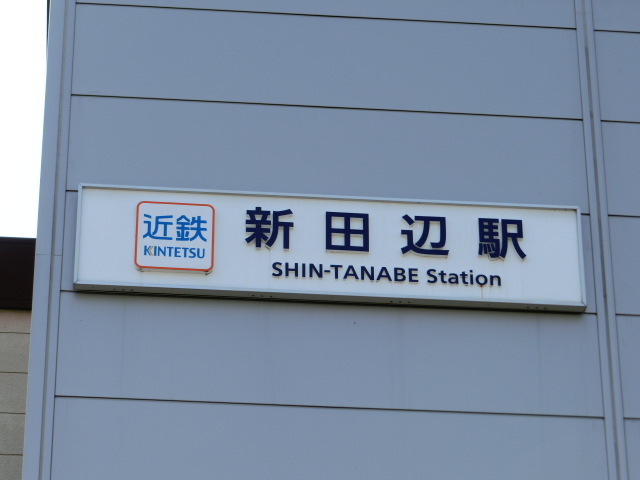 近鉄
KINTETSU
新田辺駅
SHIN-TANABE Station